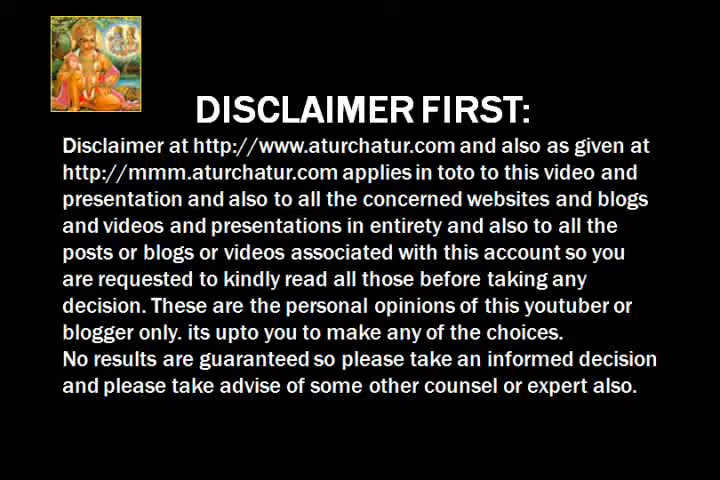 DISCLAIMER FIRST:
Disclaimer at http://www.aturchatur.com and also as given at
http://mmm.aturchatur.com applies in toto to this video and
presentation and also to all the concerned websites and blogs
and videos and presentations in entirety and also to all the
posts or blogs or videos associated with this account so you
are requested to kindly read all those before taking any
decision. These are the personal opinions of this youtuber or
blogger only. its upto you to make any of the choices.
No results are guaranteed so please take an informed decision
and please take advise of some other counsel or expert also.